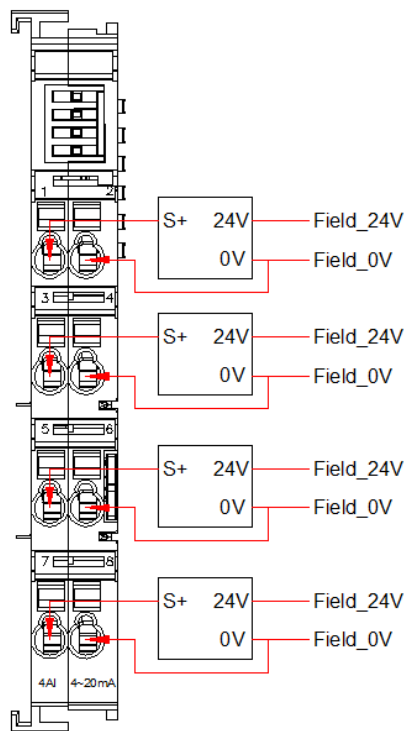 1 2
S+ 24V Field_24V
0V Field_0V
3 4
S+ 24V Field_24V
0V Field_0V
5 6
S+ 24V Field_24V
0V Field_0V
7 8
S+ 24V Field_24V
0V Field_0V
4AI 4~20mA